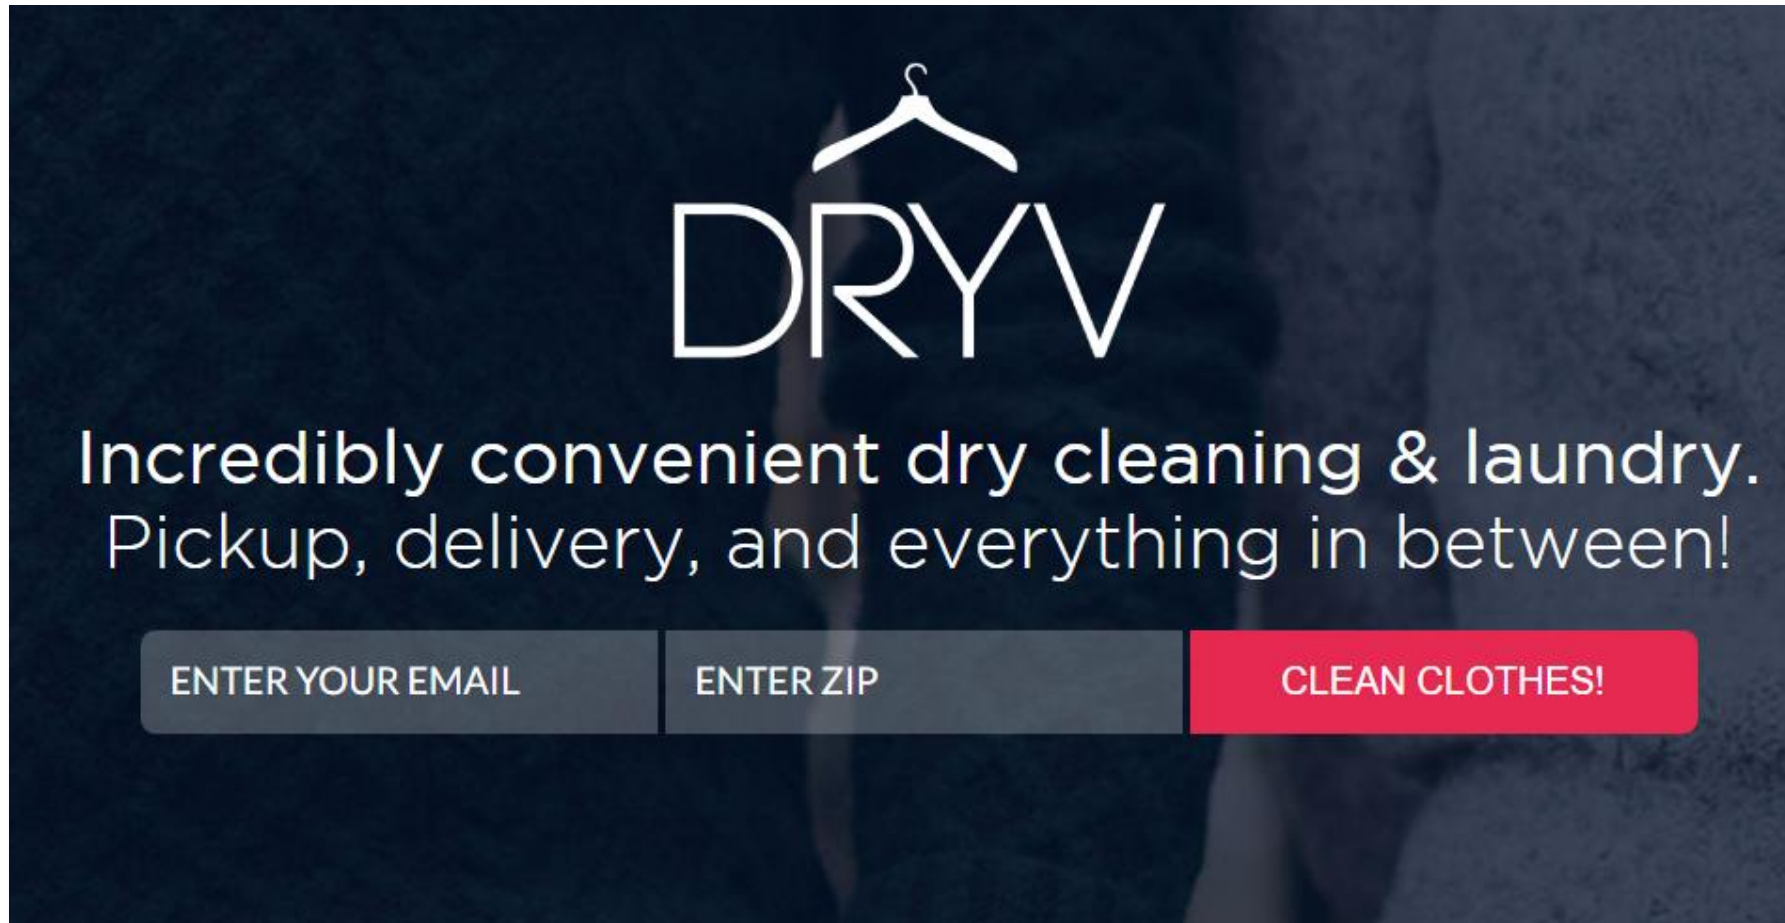 DRYV
Incredibly convenient dry cleaning & laundry.
Pickup, delivery, and everything in between!
ENTER YOUR EMAIL
ENTER ZIP
CLEAN CLOTHES!